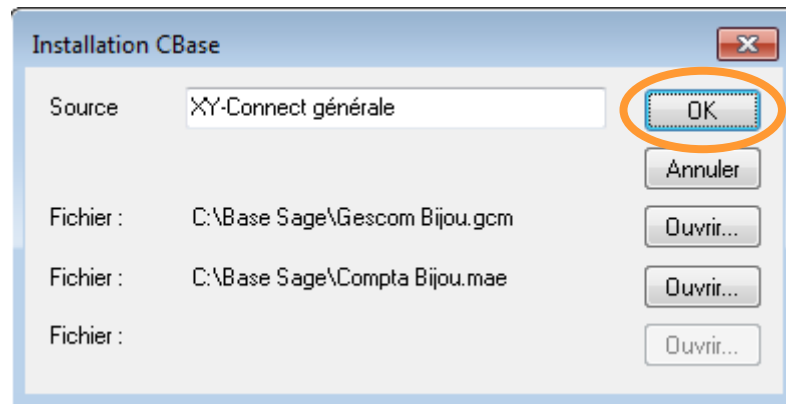 Installation CBase
Source XY-Connect générale OK
Annuler
Fichier : C:\Base Sage\Gescom Bijou.gcm Ouvrir...
Fichier : C:\Base Sage\Compta Bijou.mae Ouvrir...
Fichier : Ouvrir...